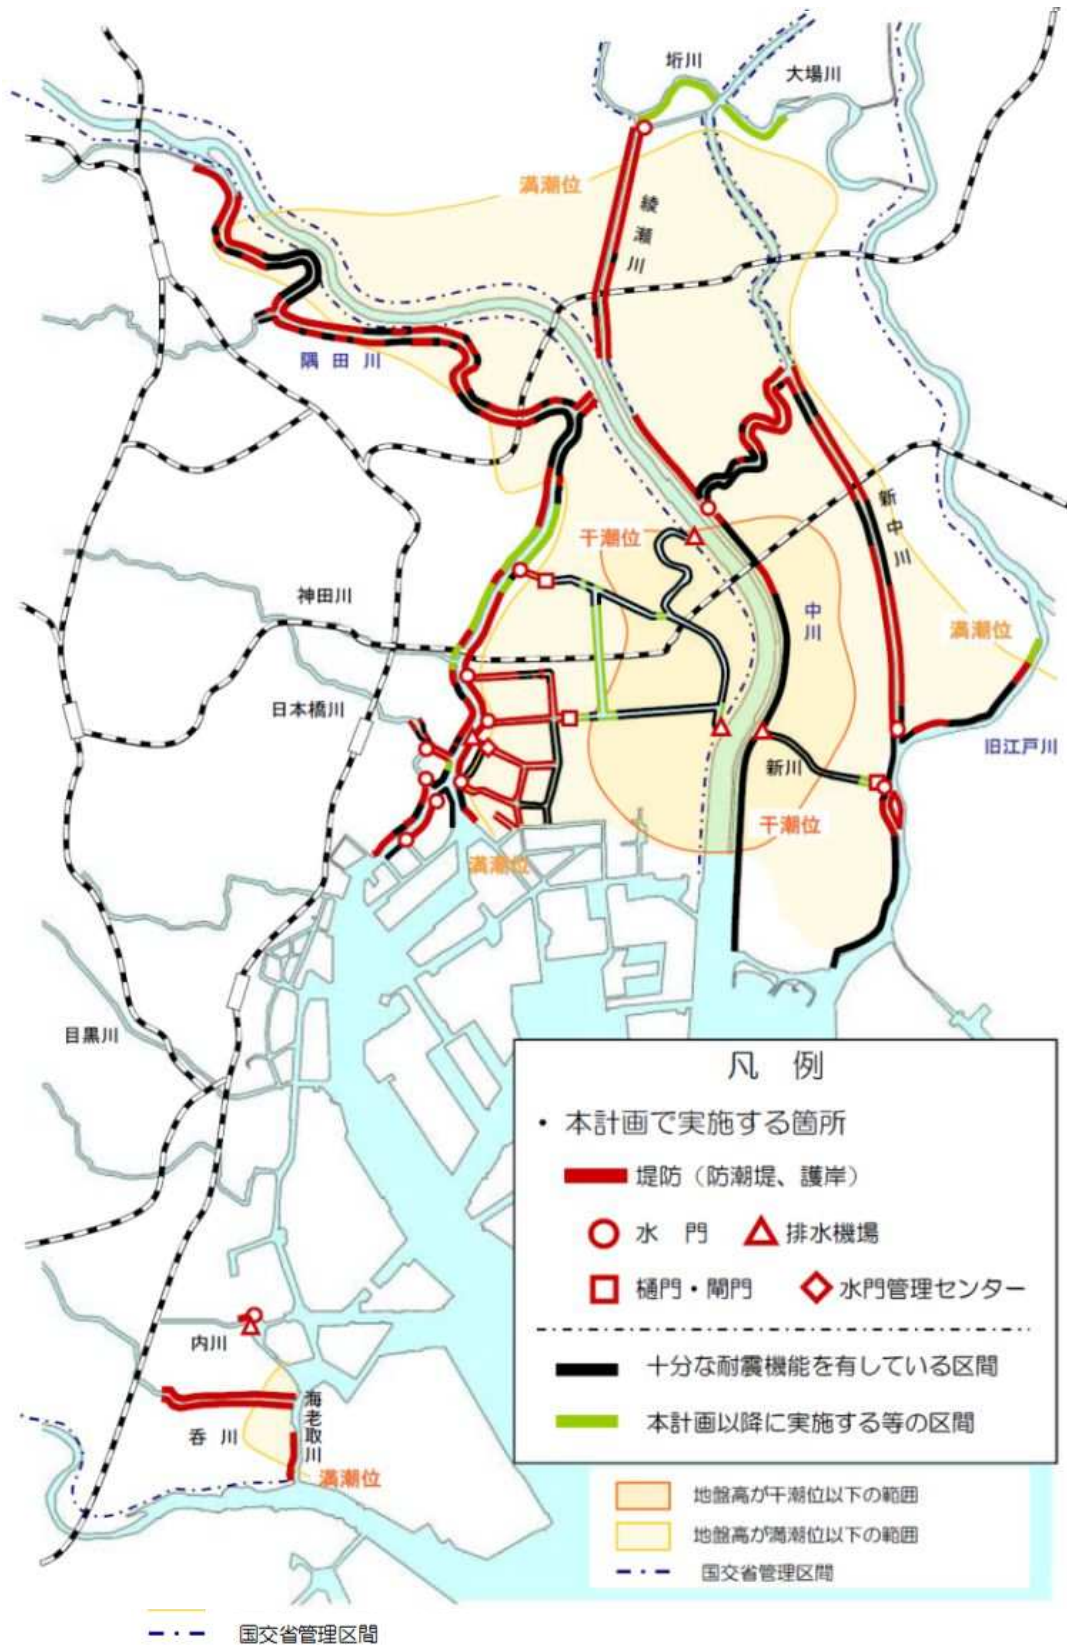 垳川
大場川
満潮位
綾瀬川
隅田川
新中川
干潮位
神田川
中川
満潮位
日本橋川
旧江戸川
新川
干潮位
満潮位
目黒川
凡 例
・ 本計画で実施する箇所
堤防（防潮堤、護岸）
水 門
排水機場
樋門・閘門
水門管理センター
十分な耐震機能を有している区間
本計画以降に実施する等の区間
内川
呑川
海老取川
満潮位
地盤高が干潮位以下の範囲
地盤高が満潮位以下の範囲
国交省管理区間
国交省管理区間